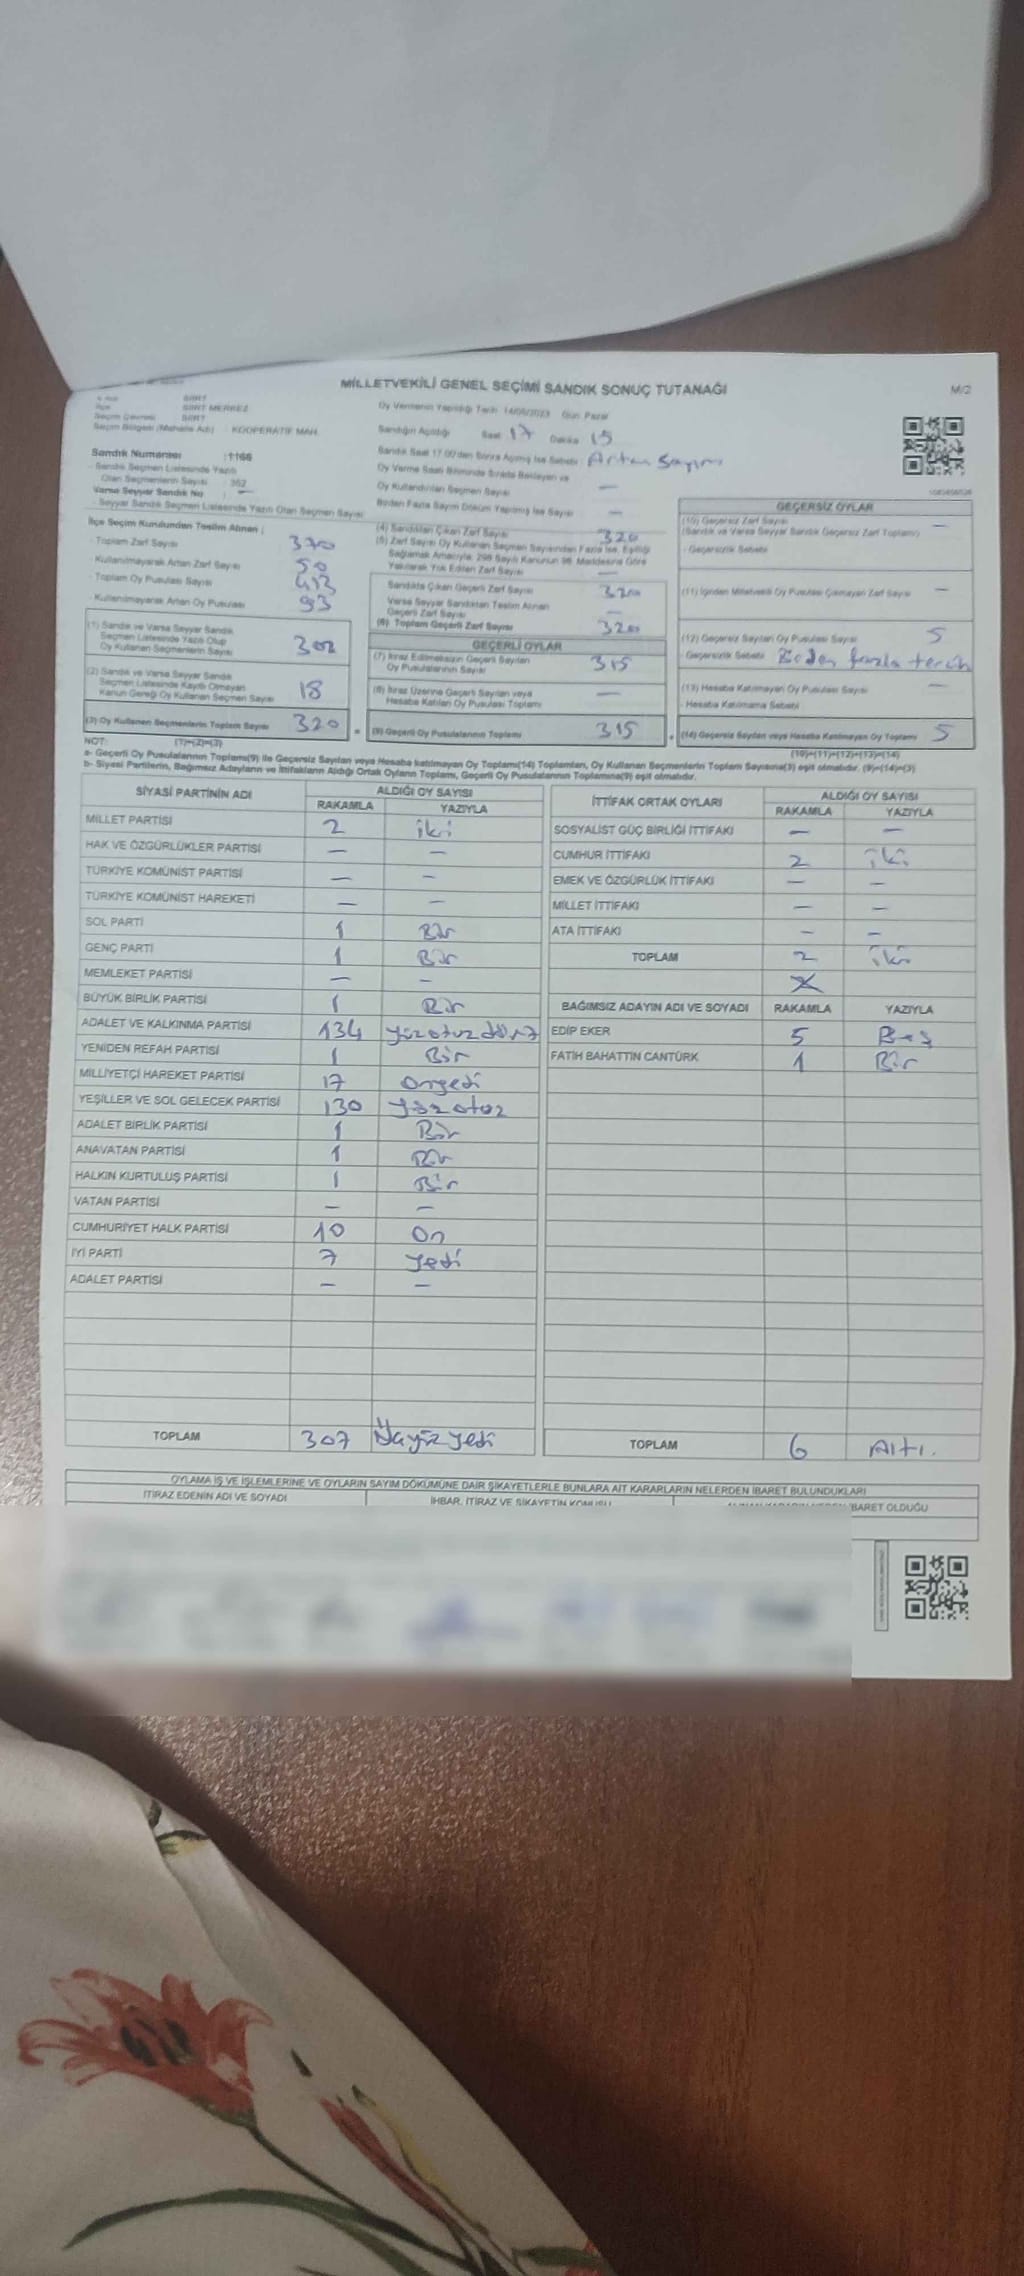 MİLLETVEKİLİ GENEL SEÇİMİ SANDIK SONUÇ TUTANAĞI
M/2
SİİRT
İlçe SİİRT MERKEZ
Seçim Çevresi SİİRT
Seçim Bölgesi (Mahalle Adı) : KOOPERATİF MAH.
Oy Vermenin Yapıldığı Tarih 14/05/2023 Gün Pazar
Sandığın Açıldığı Saat 17 Dakika 15
Sandık Saat 17.00'den Sonra Açılmış İse Sebebi Artan Sayımı
Oy Verme Saati Bitiminde Sırada Bekleyen ve
Oy Kullandırılan Seçmen Sayısı —
Birden Fazla Sayım Döküm Yapılmış İse Sayısı —
Sandık Numarası :1166
- Sandık Seçmen Listesinde Yazılı
Olan Seçmenlerin Sayısı : 362
Varsa Seyyar Sandık No : —
- Seyyar Sandık Seçmen Listesinde Yazılı Olan Seçmen Sayısı
İlçe Seçim Kurulundan Teslim Alınan ;
- Toplam Zarf Sayısı 370
- Kullanılmayarak Artan Zarf Sayısı 50
- Toplam Oy Pusulası Sayısı 413
- Kullanılmayarak Artan Oy Pusulası 93
(1) Sandık ve Varsa Seyyar Sandık
Seçmen Listesinde Yazılı Olup
Oy Kullanan Seçmenlerin Sayısı 302
(2) Sandık ve Varsa Seyyar Sandık
Seçmen Listesinde Kayıtlı Olmayan
Kanun Gereği Oy Kullanan Seçmen Sayısı 18
(3) Oy Kullanan Seçmenlerin Toplam Sayısı 320
(4) Sandıktan Çıkan Zarf Sayısı 320
(5) Zarf Sayısı Oy Kullanan Seçmen Sayısından Fazla İse, Eşitliği
Sağlamak Amacıyla, 298 Sayılı Kanunun 98. Maddesine Göre
Yakılarak Yok Edilen Zarf Sayısı —
Sandıkta Çıkan Geçerli Zarf Sayısı 320
Varsa Seyyar Sandıktan Teslim Alınan
Geçerli Zarf Sayısı —
(6) Toplam Geçerli Zarf Sayısı 320
GEÇERLİ OYLAR
(7) İtiraz Edilmeksizin Geçerli Sayılan
Oy Pusulalarının Sayısı 315
(8) İtiraz Üzerine Geçerli Sayılan veya
Hesaba Katılan Oy Pusulası Toplamı —
(9) Geçerli Oy Pusulalarının Toplamı 315
GEÇERSİZ OYLAR
(10) Geçersiz Zarf Sayısı —
(Sandık ve Varsa Seyyar Sandık Geçersiz Zarf Toplamı)
- Geçersizlik Sebebi
(11) İçinden Milletvekili Oy Pusulası Çıkmayan Zarf Sayısı —
(12) Geçersiz Sayılan Oy Pusulası Sayısı 5
- Geçersizlik Sebebi fazla tercih
(13) Hesaba Katılmayan Oy Pusulası Sayısı —
- Hesaba Katılmama Sebebi
(14) Geçersiz Sayılan veya Hesaba Katılmayan Oy Toplamı 5
NOT: (1)+(2)=(3)
(10)+(11)+(12)+(13)=(14)
a- Geçerli Oy Pusulalarının Toplamı(9) ile Geçersiz Sayılan veya Hesaba katılmayan Oy Toplamı(14) Toplamları, Oy Kullanan Seçmenlerin Toplam Sayısına(3) eşit olmalıdır. (9)+(14)=(3)
b- Siyasi Partilerin, Bağımsız Adayların ve İttifakların Aldığı Ortak Oyların Toplamı, Geçerli Oy Pusulalarının Toplamına(9) eşit olmalıdır.
SİYASİ PARTİNİN ADI ALDIĞI OY SAYISI
RAKAMLA YAZIYLA
MİLLET PARTİSİ 2 iki
HAK VE ÖZGÜRLÜKLER PARTİSİ — —
TÜRKİYE KOMÜNİST PARTİSİ — —
TÜRKİYE KOMÜNİST HAREKETİ — —
SOL PARTİ 1 Bir
GENÇ PARTİ 1 Bir
MEMLEKET PARTİSİ — —
BÜYÜK BİRLİK PARTİSİ 1 Bir
ADALET VE KALKINMA PARTİSİ 134 yüzotuzdört
YENİDEN REFAH PARTİSİ 1 Bir
MİLLİYETÇİ HAREKET PARTİSİ 17 onyedi
YEŞİLLER VE SOL GELECEK PARTİSİ 130 yüzotuz
ADALET BİRLİK PARTİSİ 1 Bir
ANAVATAN PARTİSİ 1 Bir
HALKIN KURTULUŞ PARTİSİ 1 Bir
VATAN PARTİSİ — —
CUMHURİYET HALK PARTİSİ 10 On
İYİ PARTİ 7 yedi
ADALET PARTİSİ — —
TOPLAM 307 Üçyüzyedi
İTTİFAK ORTAK OYLARI ALDIĞI OY SAYISI
RAKAMLA YAZIYLA
SOSYALİST GÜÇ BİRLİĞİ İTTİFAKI — —
CUMHUR İTTİFAKI 2 iki
EMEK VE ÖZGÜRLÜK İTTİFAKI — —
MİLLET İTTİFAKI — —
ATA İTTİFAKI — —
TOPLAM 2 iki
BAĞIMSIZ ADAYIN ADI VE SOYADI RAKAMLA YAZIYLA
EDİP EKER 5 Beş
FATİH BAHATTİN CANTÜRK 1 Bir
TOPLAM 6 Altı.
OYLAMA İŞ VE İŞLEMLERİNE VE OYLARIN SAYIM DÖKÜMÜNE DAİR ŞİKAYETLERLE BUNLARA AİT KARARLARIN NELERDEN İBARET BULUNDUKLARI
İTİRAZ EDENİN ADI VE SOYADI
İHBAR, İTİRAZ VE ŞİKAYETİN KONUSU
İBARET OLDUĞU